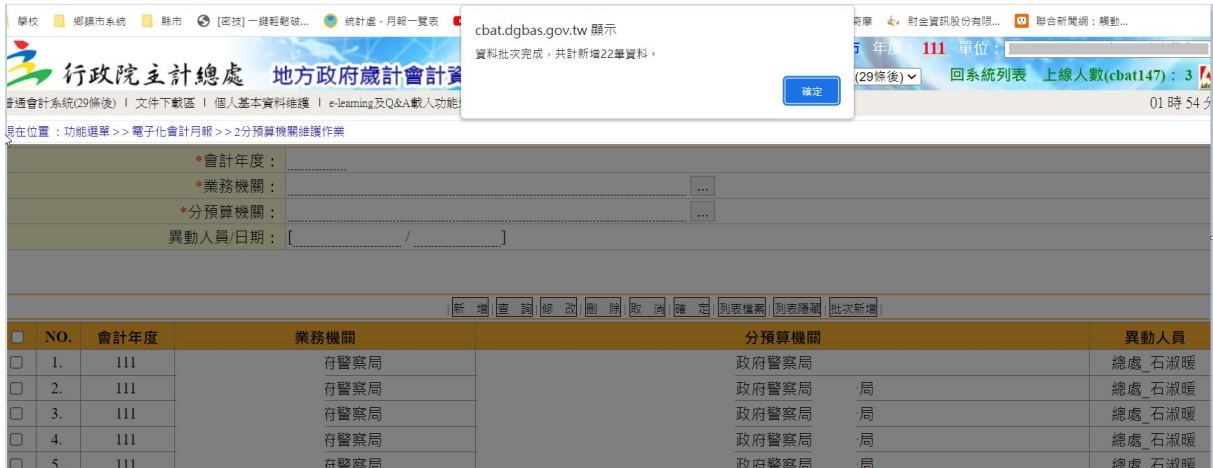 學校 鄉鎮市系統 縣市 [密技]一鍵輕鬆破... 統計處-月報一覽表 奇摩 財金資訊股份有限... 聯合新聞網:觸動...
cbat.dgbas.gov.tw 顯示
資料批次完成,共計新增22筆資料。
確定
行政院主計總處 地方政府歲計會計資
年度: 111 單位:
(29條後) 回系統列表 上線人數(cbat147): 3
普通會計系統(29條後) | 文件下載區 | 個人基本資料維護 | e-learning及Q&A載入功能
01 時 54 分
現在位置 : 功能選單>>電子化會計月報>>2分預算機關維護作業
*會計年度:
*業務機關: ...
*分預算機關: ...
異動人員/日期: [ / ]
|新 增|查 詢|修 改|刪 除|取 消|確 定|列表檔案|列表隱藏|批次新增|
NO. 會計年度 業務機關 分預算機關 異動人員
1. 111 府警察局 政府警察局 總處_石淑暖
2. 111 府警察局 政府警察局 局 總處_石淑暖
3. 111 府警察局 政府警察局 局 總處_石淑暖
4. 111 府警察局 政府警察局 局 總處_石淑暖
5. 111 府警察局 政府警察局 局 總處_石淑暖